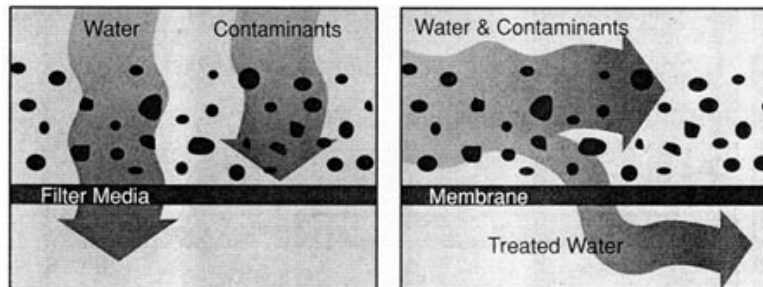 Water
Contaminants
Filter Media
Water & Contaminants
Membrane
Treated Water